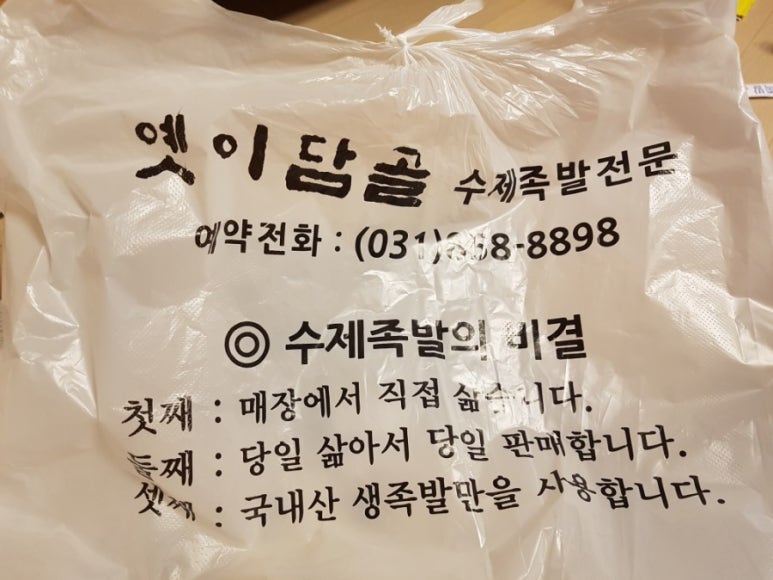 옛이담골 수제족발전문
예약전화 : (031)868-8898
◎ 수제족발의 비결
첫째 : 매장에서 직접 삶습니다.
둘째 : 당일 삶아서 당일 판매합니다.
셋째 : 국내산 생족발만을 사용합니다.